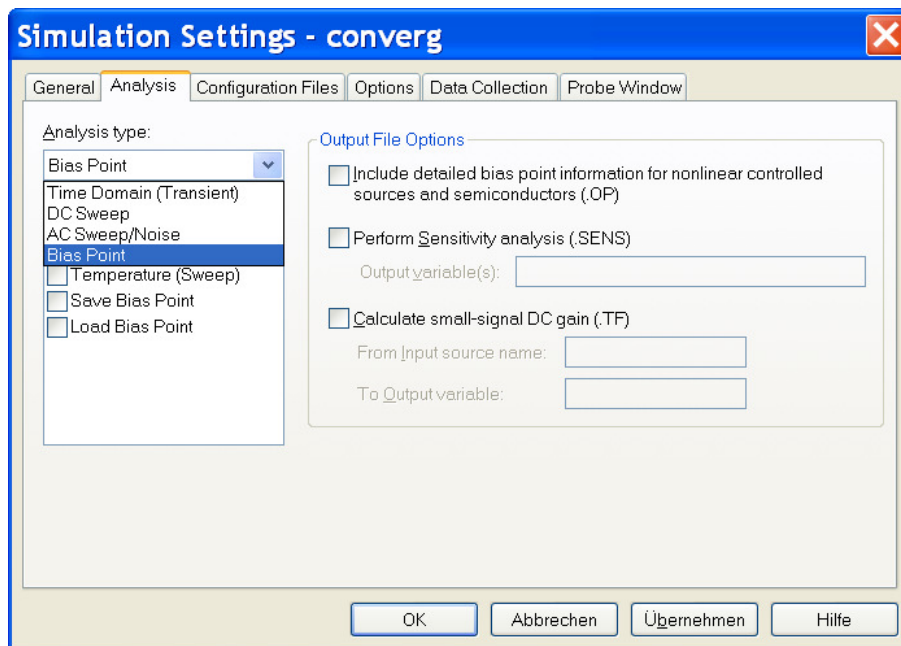 Simulation Settings - converg
General Analysis Configuration Files Options Data Collection Probe Window
Analysis type:
Bias Point
Time Domain (Transient)
DC Sweep
AC Sweep/Noise
Bias Point
Temperature (Sweep)
Save Bias Point
Load Bias Point
Output File Options
Include detailed bias point information for nonlinear controlled
sources and semiconductors (.OP)
Perform Sensitivity analysis (.SENS)
Output variable(s):
Calculate small-signal DC gain (.TF)
From Input source name:
To Output variable:
OK Abbrechen Übernehmen Hilfe